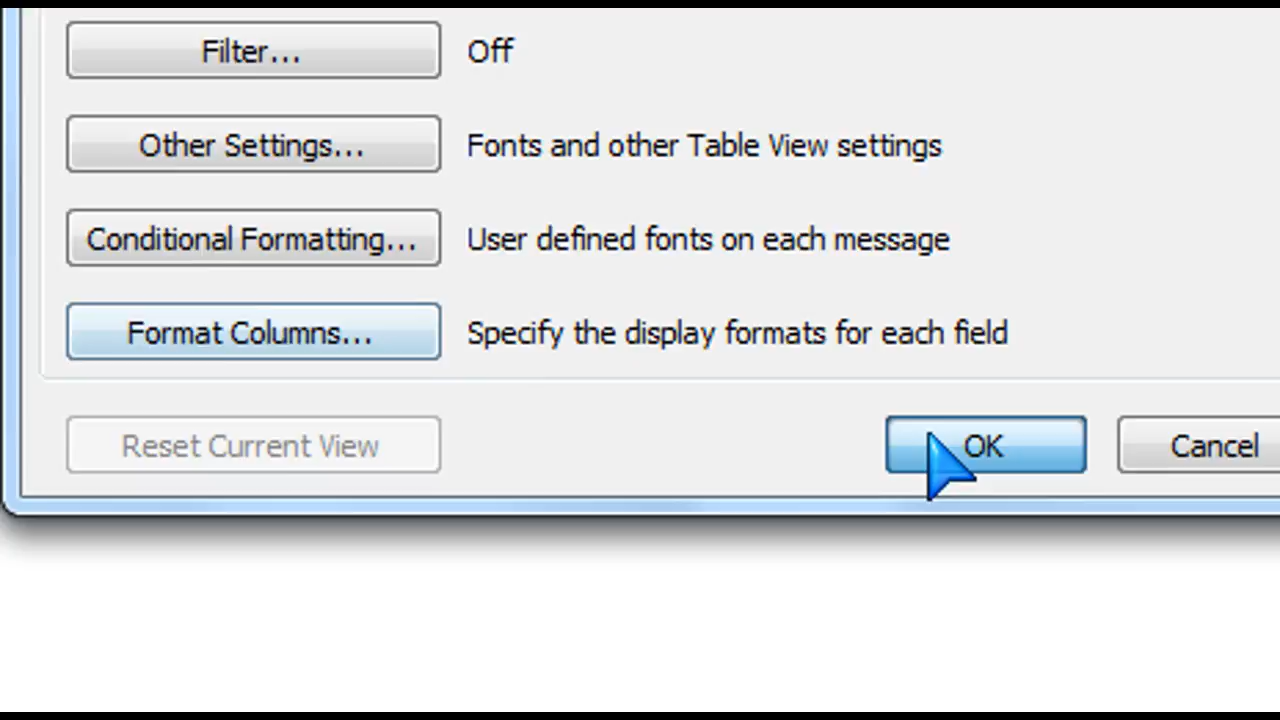 Filter... Off
Other Settings... Fonts and other Table View settings
Conditional Formatting... User defined fonts on each message
Format Columns... Specify the display formats for each field
Reset Current View OK Cancel